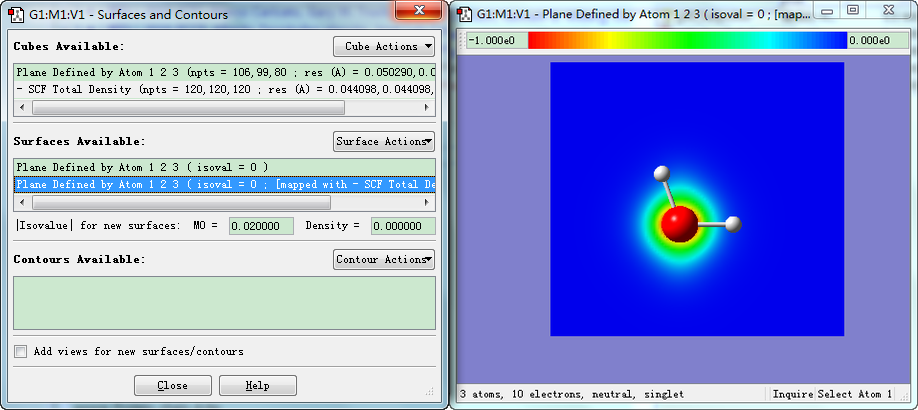 G1:M1:V1 - Surfaces and Contours
Cubes Available:
Cube Actions
Plane Defined by Atom 1 2 3 (npts = 106,99,80 ; res (A) = 0.050290,0.0
- SCF Total Density (npts = 120,120,120 ; res (A) = 0.044098,0.044098,
Surfaces Available:
Surface Actions
Plane Defined by Atom 1 2 3 ( isoval = 0 )
Plane Defined by Atom 1 2 3 ( isoval = 0 ; [mapped with - SCF Total De
|Isovalue| for new surfaces: MO = 0.020000 Density = 0.000000
Contours Available:
Contour Actions
Add views for new surfaces/contours
Close
Help
G1:M1:V1 - Plane Defined by Atom 1 2 3 ( isoval = 0 ; [map...
-1.000e0
0.000e0
3 atoms, 10 electrons, neutral, singlet
Inquire
Select Atom 1